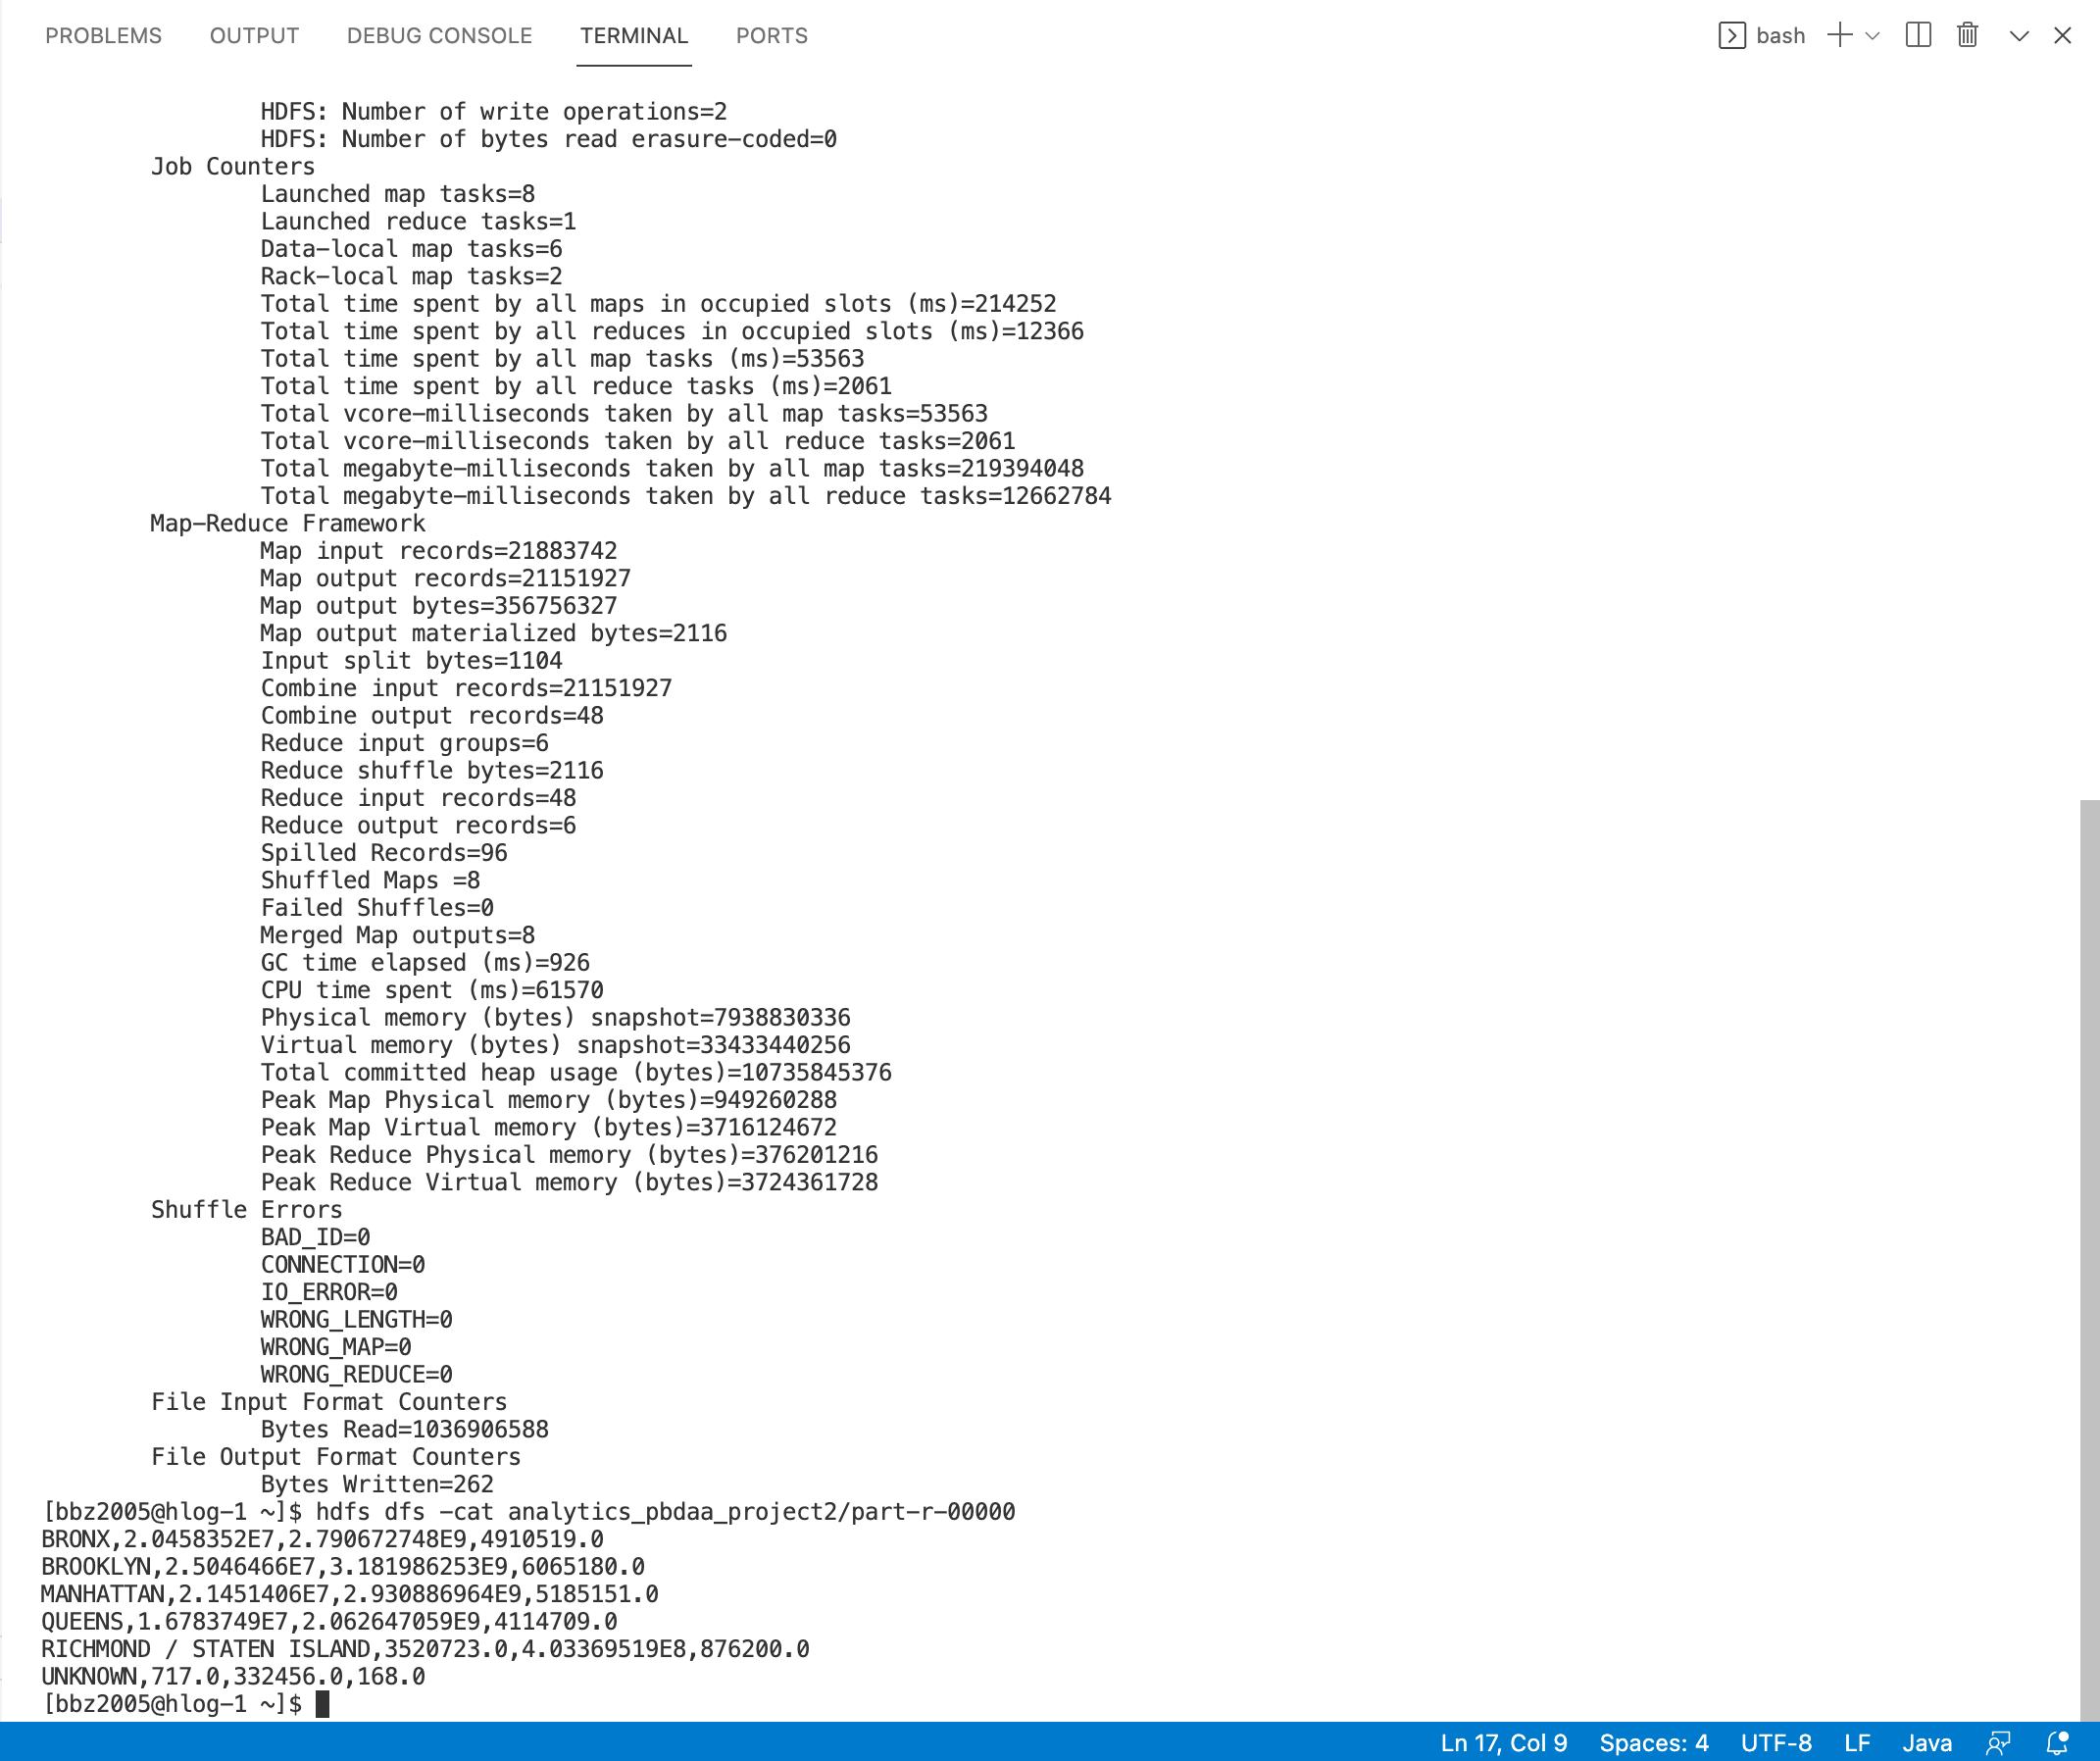 PROBLEMS OUTPUT DEBUG CONSOLE TERMINAL PORTS bash
HDFS: Number of write operations=2
HDFS: Number of bytes read erasure-coded=0
Job Counters
Launched map tasks=8
Launched reduce tasks=1
Data-local map tasks=6
Rack-local map tasks=2
Total time spent by all maps in occupied slots (ms)=214252
Total time spent by all reduces in occupied slots (ms)=12366
Total time spent by all map tasks (ms)=53563
Total time spent by all reduce tasks (ms)=2061
Total vcore-milliseconds taken by all map tasks=53563
Total vcore-milliseconds taken by all reduce tasks=2061
Total megabyte-milliseconds taken by all map tasks=219394048
Total megabyte-milliseconds taken by all reduce tasks=12662784
Map-Reduce Framework
Map input records=21883742
Map output records=21151927
Map output bytes=356756327
Map output materialized bytes=2116
Input split bytes=1104
Combine input records=21151927
Combine output records=48
Reduce input groups=6
Reduce shuffle bytes=2116
Reduce input records=48
Reduce output records=6
Spilled Records=96
Shuffled Maps =8
Failed Shuffles=0
Merged Map outputs=8
GC time elapsed (ms)=926
CPU time spent (ms)=61570
Physical memory (bytes) snapshot=7938830336
Virtual memory (bytes) snapshot=33433440256
Total committed heap usage (bytes)=10735845376
Peak Map Physical memory (bytes)=949260288
Peak Map Virtual memory (bytes)=3716124672
Peak Reduce Physical memory (bytes)=376201216
Peak Reduce Virtual memory (bytes)=3724361728
Shuffle Errors
BAD_ID=0
CONNECTION=0
IO_ERROR=0
WRONG_LENGTH=0
WRONG_MAP=0
WRONG_REDUCE=0
File Input Format Counters
Bytes Read=1036906588
File Output Format Counters
Bytes Written=262
[bbz2005@hlog-1 ~]$ hdfs dfs -cat analytics_pbdaa_project2/part-r-00000
BRONX,2.0458352E7,2.790672748E9,4910519.0
BROOKLYN,2.5046466E7,3.181986253E9,6065180.0
MANHATTAN,2.1451406E7,2.930886964E9,5185151.0
QUEENS,1.6783749E7,2.062647059E9,4114709.0
RICHMOND / STATEN ISLAND,3520723.0,4.03369519E8,876200.0
UNKNOWN,717.0,332456.0,168.0
[bbz2005@hlog-1 ~]$
Ln 17, Col 9 Spaces: 4 UTF-8 LF Java